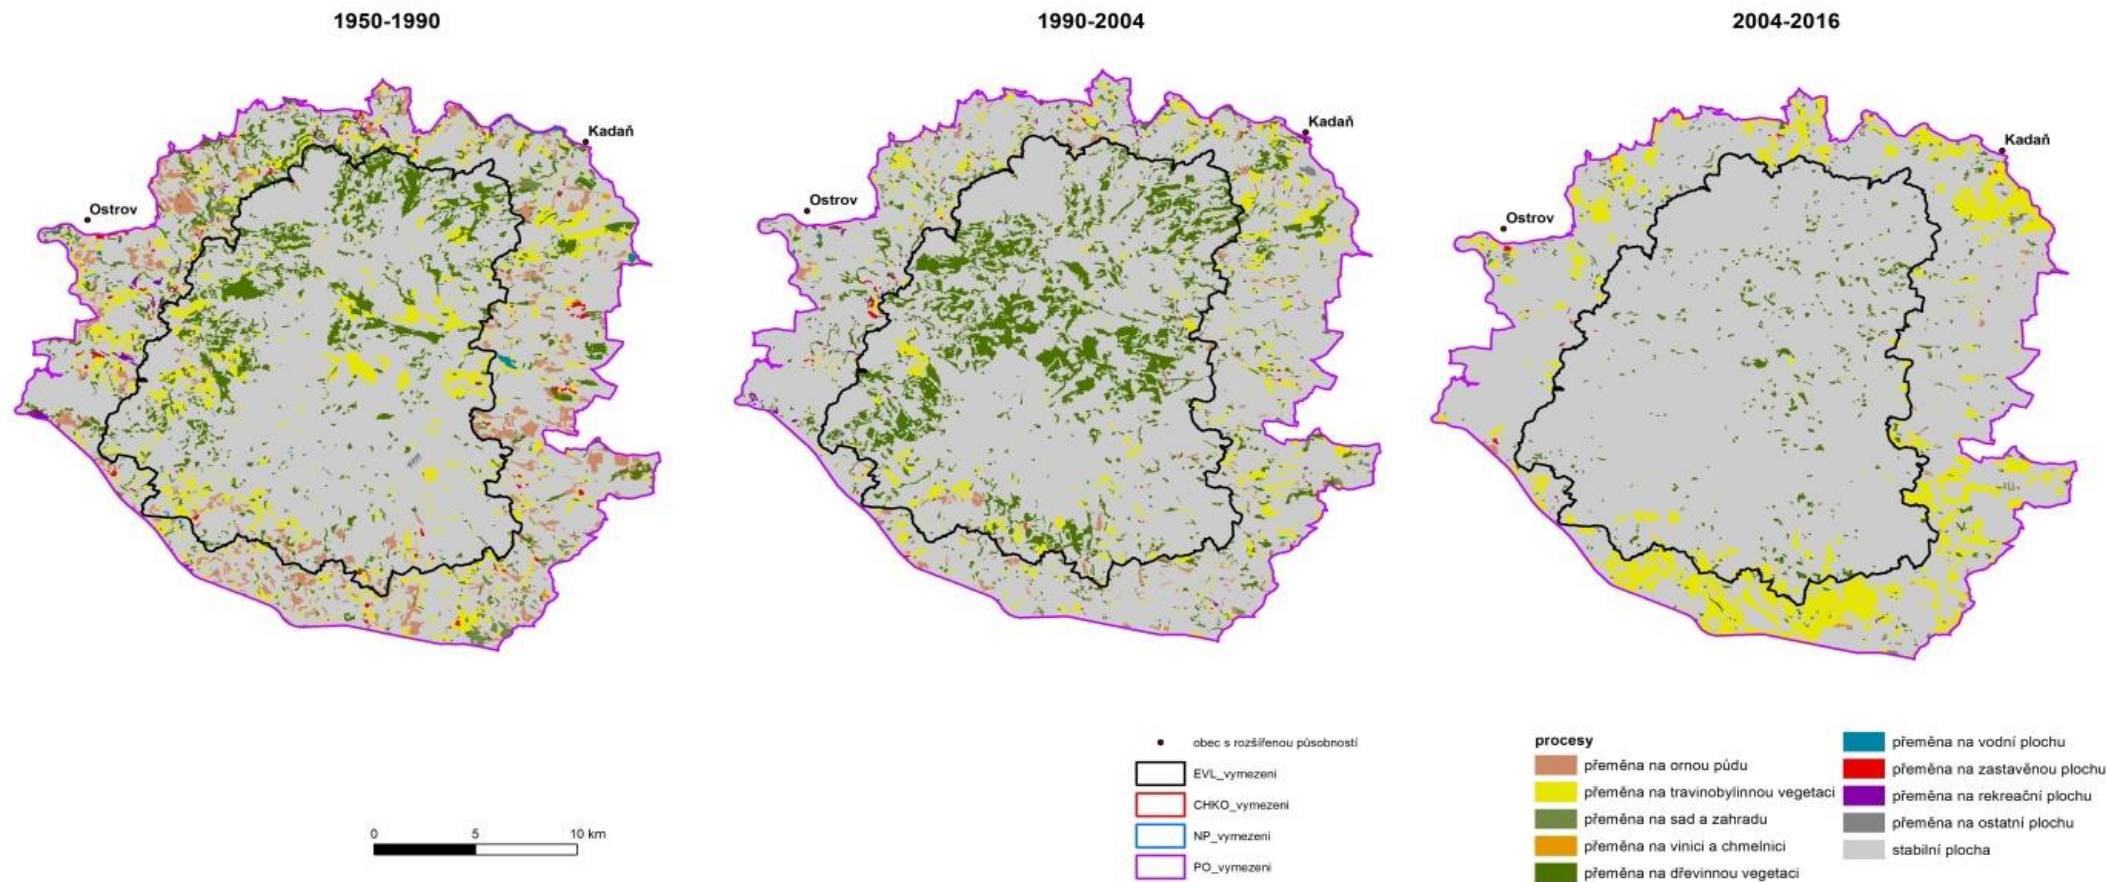 1950-1990
1990-2004
2004-2016
Kadaň
Ostrov
Kadaň
Ostrov
Kadaň
Ostrov
0 5 10 km
obec s rozšířenou působností
EVL_vymezeni
CHKO_vymezeni
NP_vymezeni
PO_vymezeni
procesy
přeměna na ornou půdu
přeměna na travinobylinnou vegetaci
přeměna na sad a zahradu
přeměna na vinici a chmelnici
přeměna na dřevinnou vegetaci
přeměna na vodní plochu
přeměna na zastavěnou plochu
přeměna na rekreační plochu
přeměna na ostatní plochu
stabilní plocha